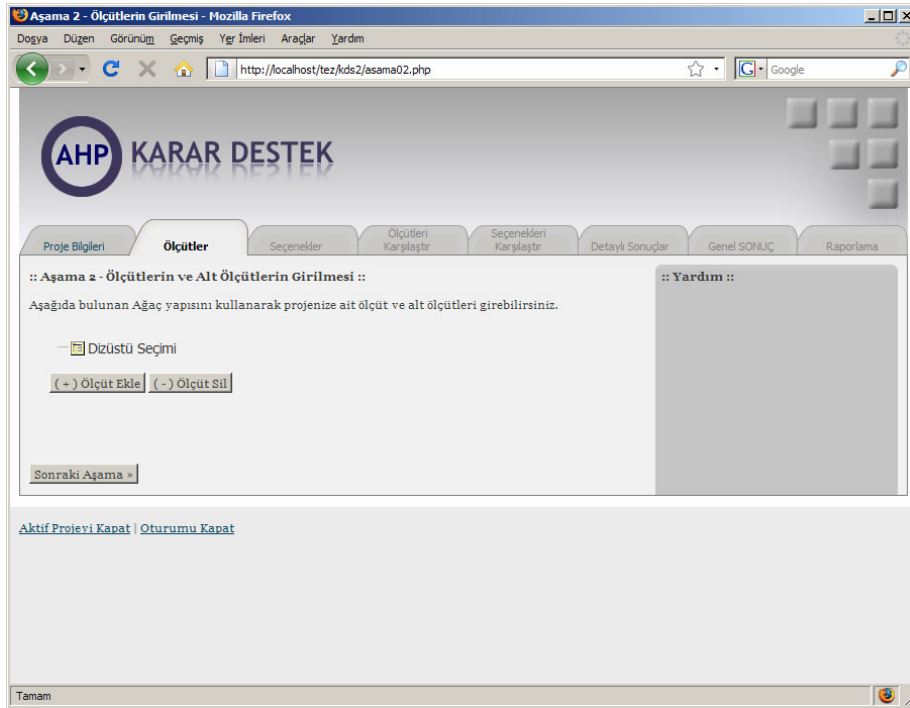 Aşama 2 - Ölçütlerin Girilmesi - Mozilla Firefox
Dosya Düzen Görünüm Geçmiş Yer İmleri Araçlar Yardım
http://localhost/tez/kds2/asama02.php
G Google
AHP KARAR DESTEK
Proje Bilgileri
Ölçütler
Seçenekler
Ölçütleri
Karşılaştır
Seçenekleri
Karşılaştır
Detaylı Sonuçlar
Genel SONUÇ
Raporlama
:: Aşama 2 - Ölçütlerin ve Alt Ölçütlerin Girilmesi ::
Aşağıda bulunan Ağaç yapısını kullanarak projenize ait ölçüt ve alt ölçütleri girebilirsiniz.
Dizüstü Seçimi
( + ) Ölçüt Ekle ( - ) Ölçüt Sil
Sonraki Aşama »
:: Yardım ::
Aktif Projeyi Kapat | Oturumu Kapat
Tamam